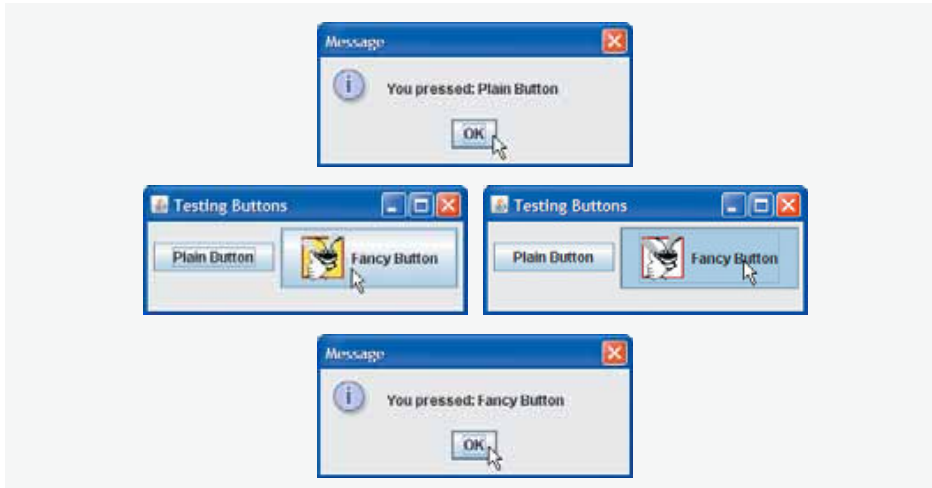 Message
You pressed: Plain Button
OK
Testing Buttons
Plain Button
Fancy Button
Testing Buttons
Plain Button
Fancy Button
Message
You pressed: Fancy Button
OK